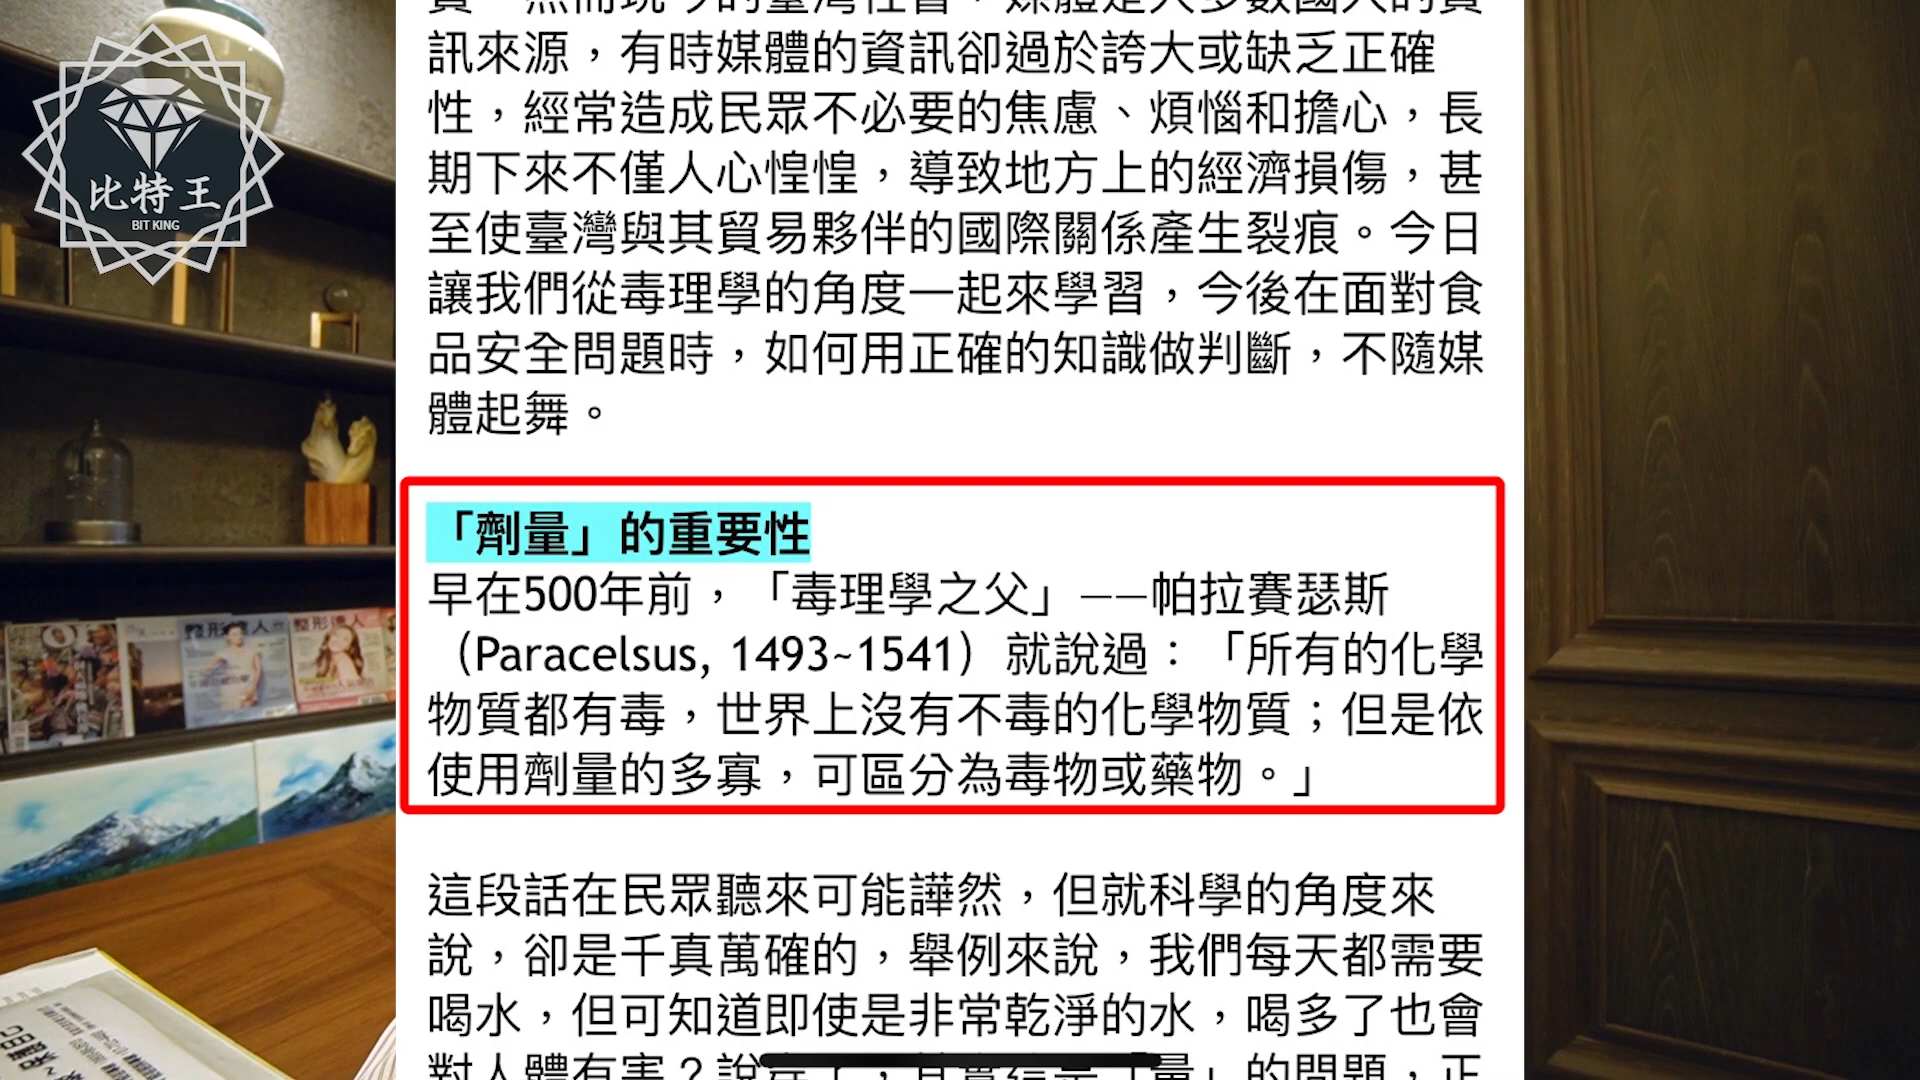 比特王
BIT KING
訊來源，有時媒體的資訊卻過於誇大或缺乏正確
性，經常造成民眾不必要的焦慮、煩惱和擔心，長
期下來不僅人心惶惶，導致地方上的經濟損傷，甚
至使臺灣與其貿易夥伴的國際關係產生裂痕。今日
讓我們從毒理學的角度一起來學習，今後在面對食
品安全問題時，如何用正確的知識做判斷，不隨媒
體起舞。
「劑量」的重要性
早在500年前，「毒理學之父」——帕拉賽瑟斯
（Paracelsus, 1493~1541）就說過：「所有的化學
物質都有毒，世界上沒有不毒的化學物質；但是依
使用劑量的多寡，可區分為毒物或藥物。」
這段話在民眾聽來可能譁然，但就科學的角度來
說，卻是千真萬確的，舉例來說，我們每天都需要
喝水，但可知道即使是非常乾淨的水，喝多了也會
對人體有害？